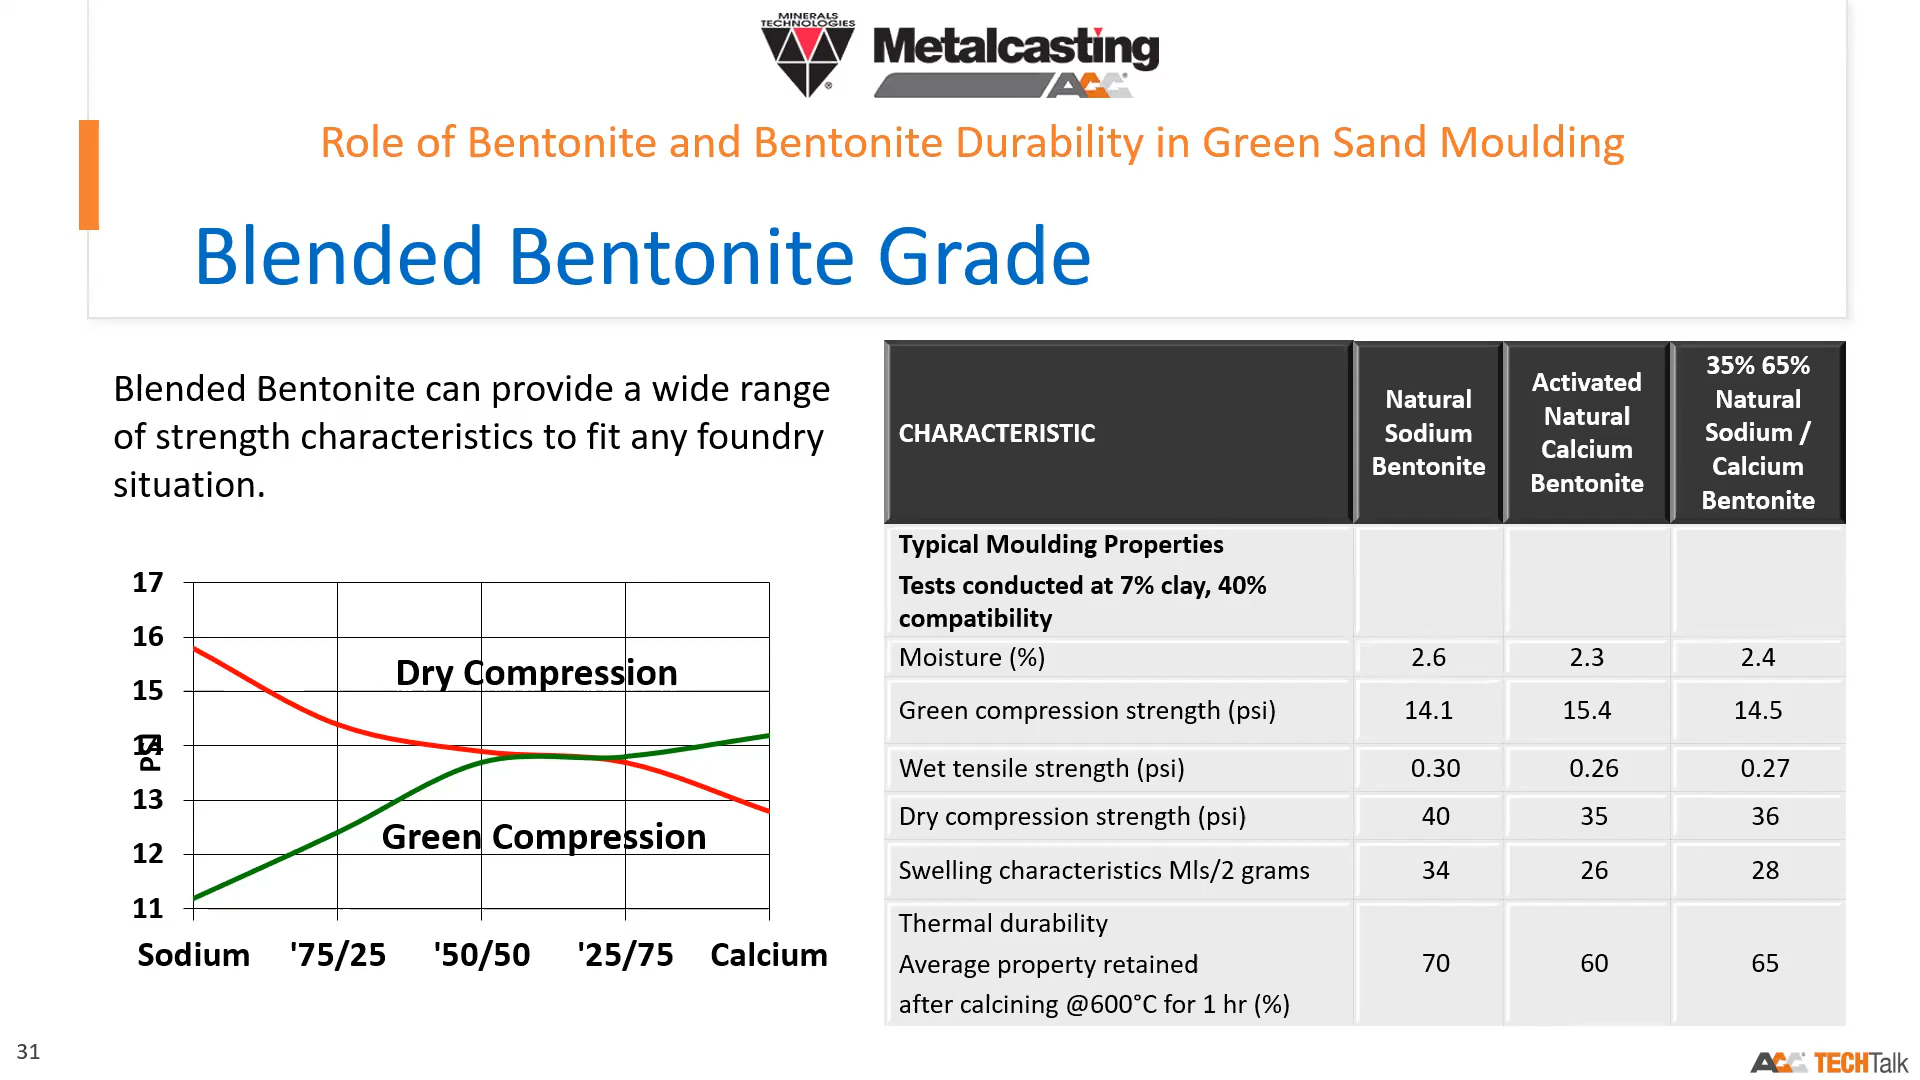 MINERALS
TECHNOLOGIES
Metalcasting
ACC
Role of Bentonite and Bentonite Durability in Green Sand Moulding
Blended Bentonite Grade
Blended Bentonite can provide a wide range
of strength characteristics to fit any foundry
situation.
17
16
15
14
13
12
11
PSI
Dry Compression
Green Compression
Sodium '75/25 '50/50 '25/75 Calcium
CHARACTERISTIC
Natural
Sodium
Bentonite
Activated
Natural
Calcium
Bentonite
35% 65%
Natural
Sodium /
Calcium
Bentonite
Typical Moulding Properties
Tests conducted at 7% clay, 40%
compatibility
Moisture (%) 2.6 2.3 2.4
Green compression strength (psi) 14.1 15.4 14.5
Wet tensile strength (psi) 0.30 0.26 0.27
Dry compression strength (psi) 40 35 36
Swelling characteristics Mls/2 grams 34 26 28
Thermal durability
Average property retained
after calcining @600°C for 1 hr (%) 70 60 65
31
ACC TECHTalk